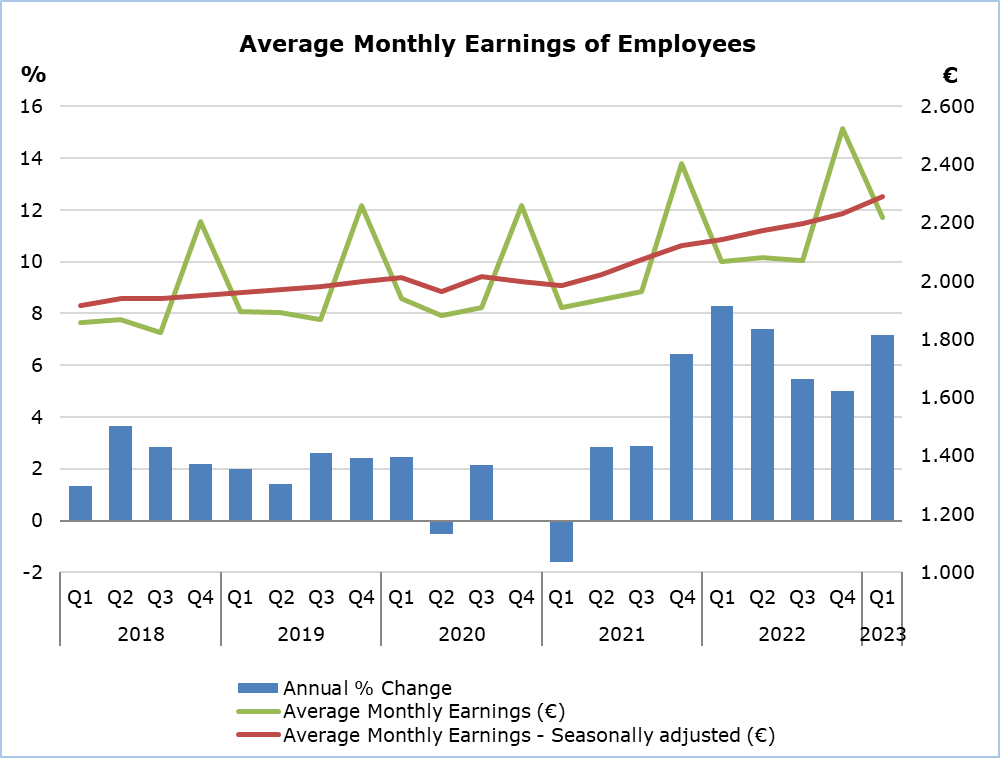 Average Monthly Earnings of Employees
% €
16 2.600
14 2.400
12 2.200
10 2.000
8 1.800
6 1.600
4 1.400
2 1.200
0 1.000
-2
Q1 Q2 Q3 Q4 Q1 Q2 Q3 Q4 Q1 Q2 Q3 Q4 Q1 Q2 Q3 Q4 Q1 Q2 Q3 Q4 Q1
2018 2019 2020 2021 2022 2023
Annual % Change
Average Monthly Earnings (€)
Average Monthly Earnings - Seasonally adjusted (€)